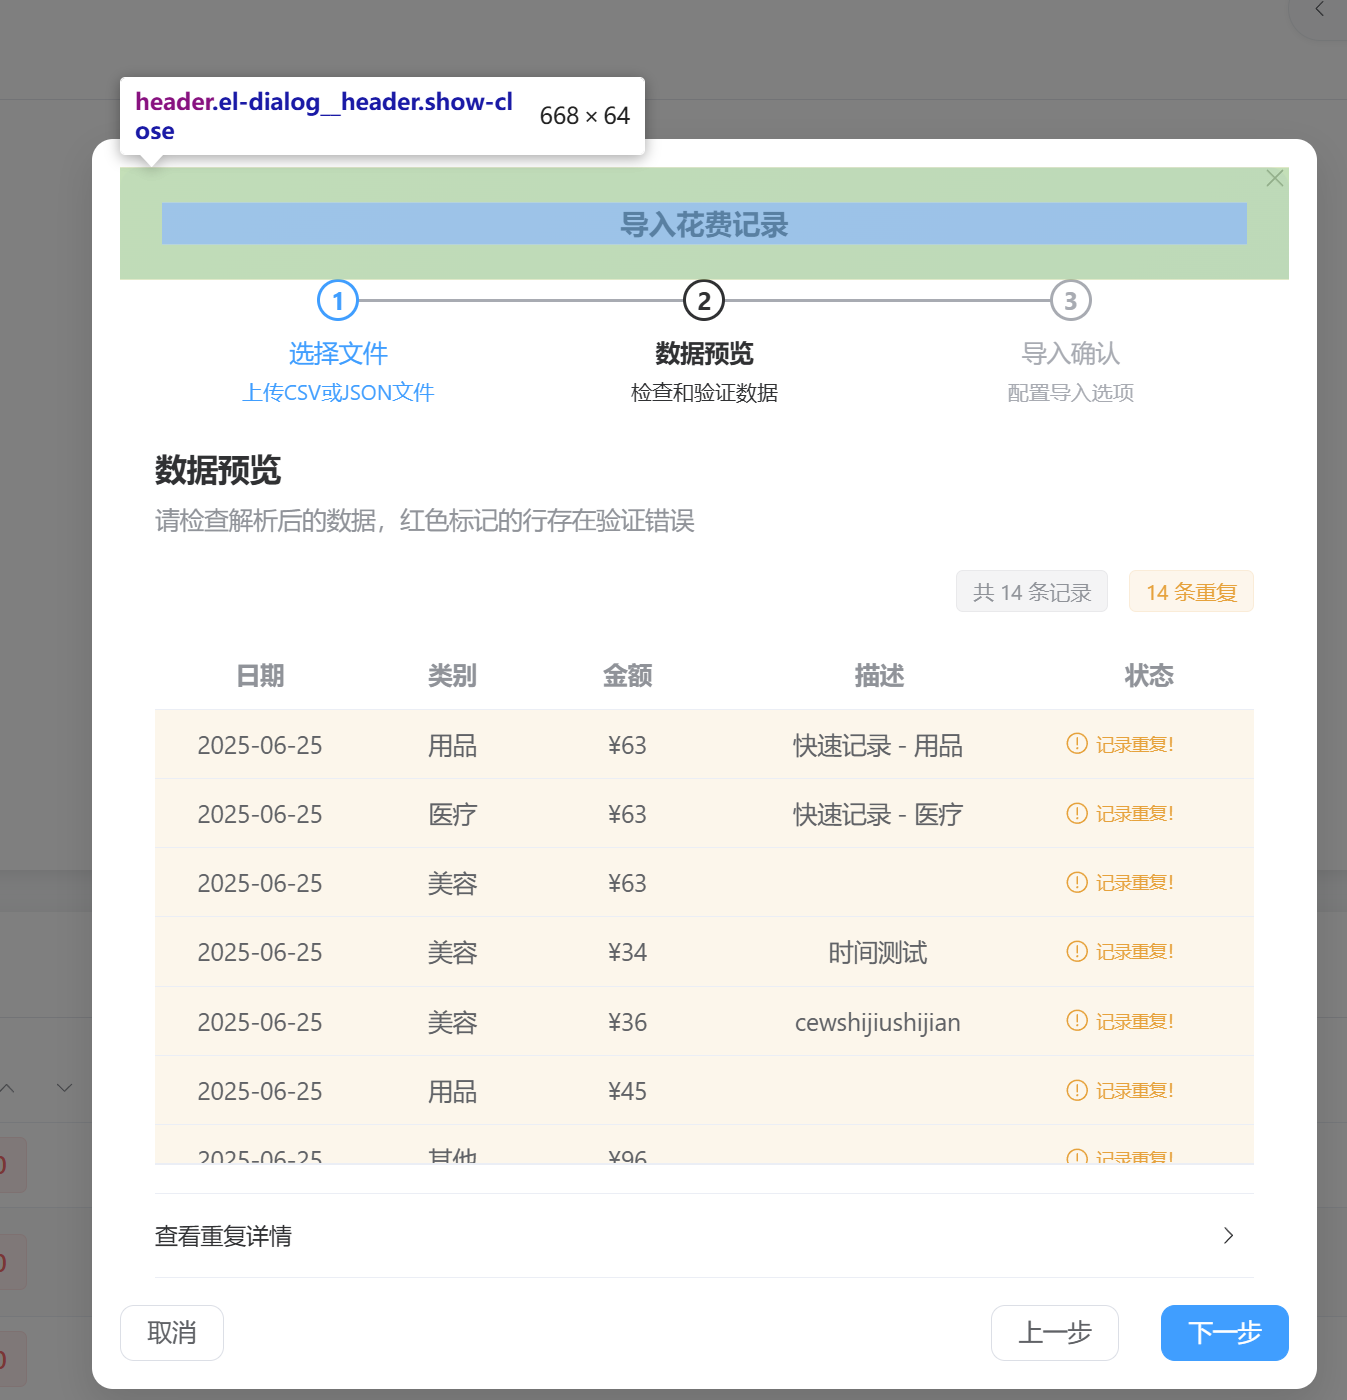 header.el-dialog__header.show-cl
ose
668 × 64
导入花费记录
1
2
3
选择文件
数据预览
导入确认
上传CSV或JSON文件
检查和验证数据
配置导入选项
数据预览
请检查解析后的数据，红色标记的行存在验证错误
共 14 条记录
14 条重复
日期 类别 金额 描述 状态
2025-06-25 用品 ¥63 快速记录 - 用品 记录重复!
2025-06-25 医疗 ¥63 快速记录 - 医疗 记录重复!
2025-06-25 美容 ¥63 记录重复!
2025-06-25 美容 ¥34 时间测试 记录重复!
2025-06-25 美容 ¥36 cewshijiushijian 记录重复!
2025-06-25 用品 ¥45 记录重复!
2025-06-25 其他 ¥96 记录重复!
查看重复详情
取消
上一步
下一步